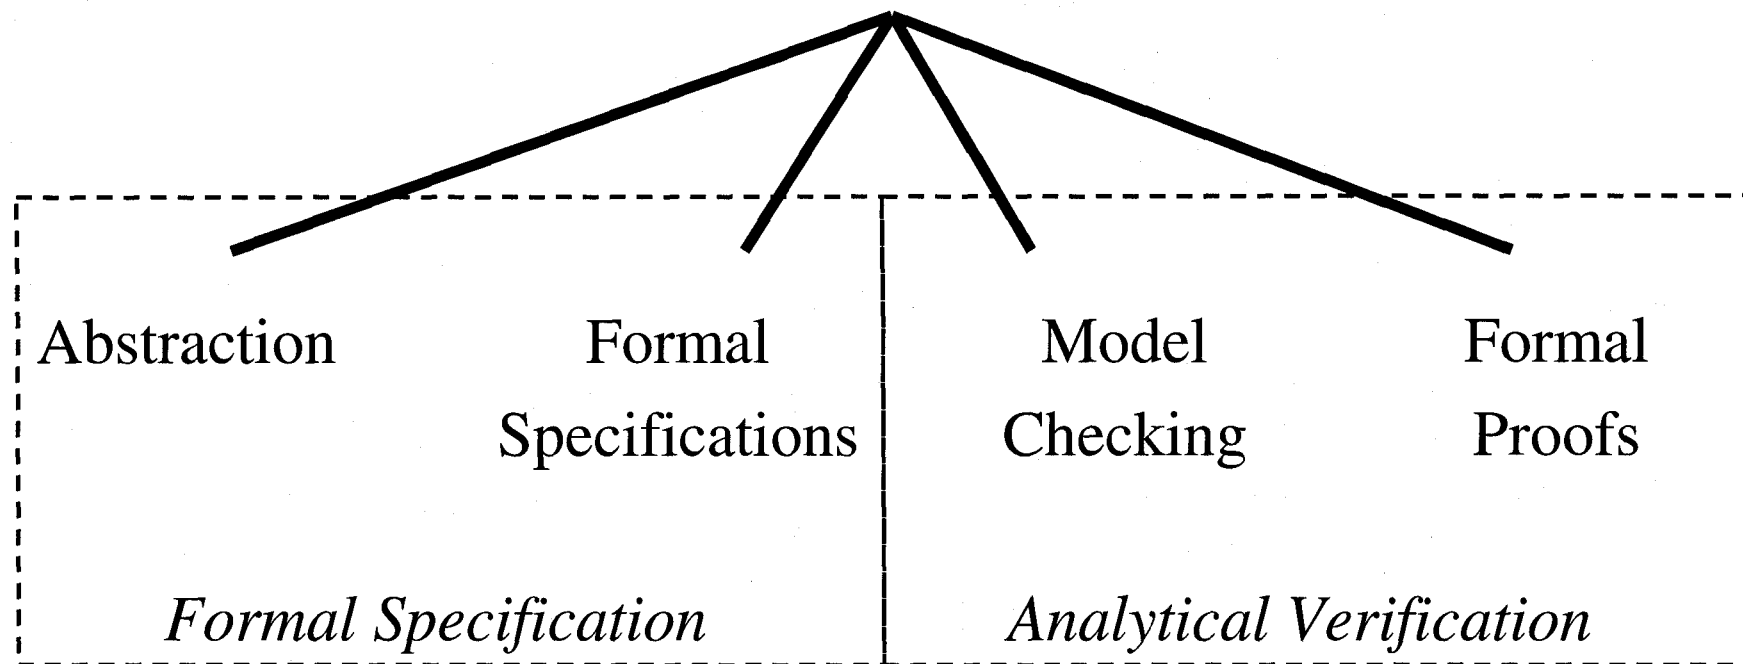 Abstraction
Formal
Specifications
Model
Checking
Formal
Proofs
Formal Specification
Analytical Verification